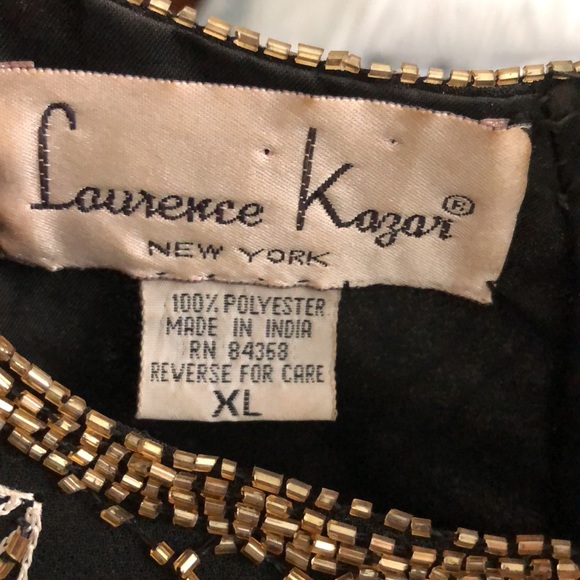 Laurence Kazar®
NEW YORK
100% POLYESTER
MADE IN INDIA
RN 84368
REVERSE FOR CARE
XL